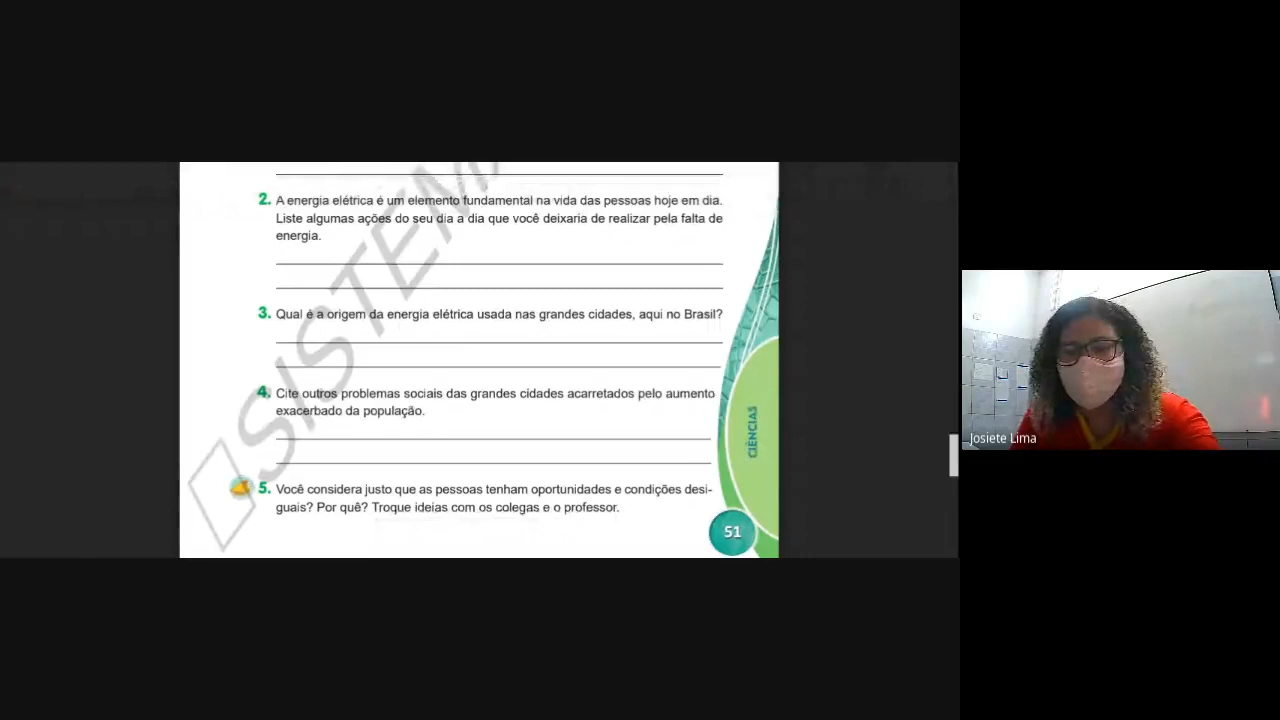 2. A energia elétrica é um elemento fundamental na vida das pessoas hoje em dia.
Liste algumas ações do seu dia a dia que você deixaria de realizar pela falta de
energia.
3. Qual é a origem da energia elétrica usada nas grandes cidades, aqui no Brasil?
4. Cite outros problemas sociais das grandes cidades acarretados pelo aumento
exacerbado da população.
5. Você considera justo que as pessoas tenham oportunidades e condições desi-
guais? Por quê? Troque ideias com os colegas e o professor.
SISTEMA
CIÊNCIAS
51
Josiete Lima